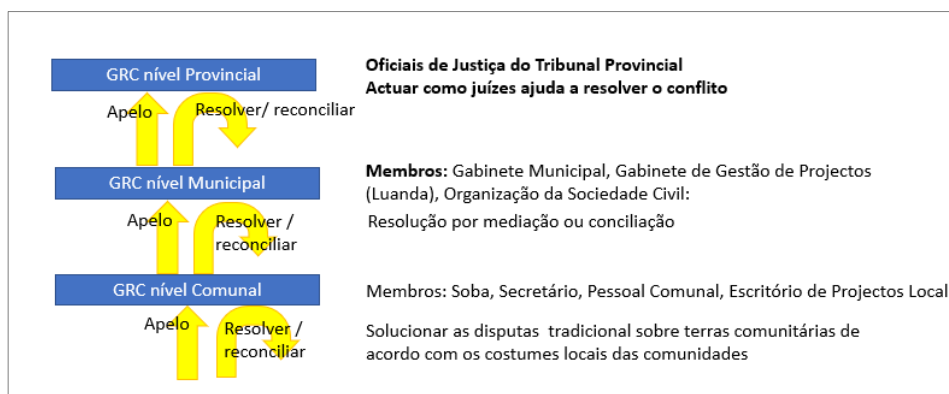 GRC nível Provincial
Oficiais de Justiça do Tribunal Provincial
Actuar como juízes ajuda a resolver o conflito
Apelo
Resolver/ reconciliar
GRC nível Municipal
Membros: Gabinete Municipal, Gabinete de Gestão de Projectos
(Luanda), Organização da Sociedade Civil:
Resolução por mediação ou conciliação
Apelo
Resolver /
reconciliar
GRC nível Comunal
Membros: Soba, Secretário, Pessoal Comunal, Escritório de Projectos Local
Apelo
Resolver /
reconciliar
Solucionar as disputas  tradicional sobre terras comunitárias de
acordo com os costumes locais das comunidades